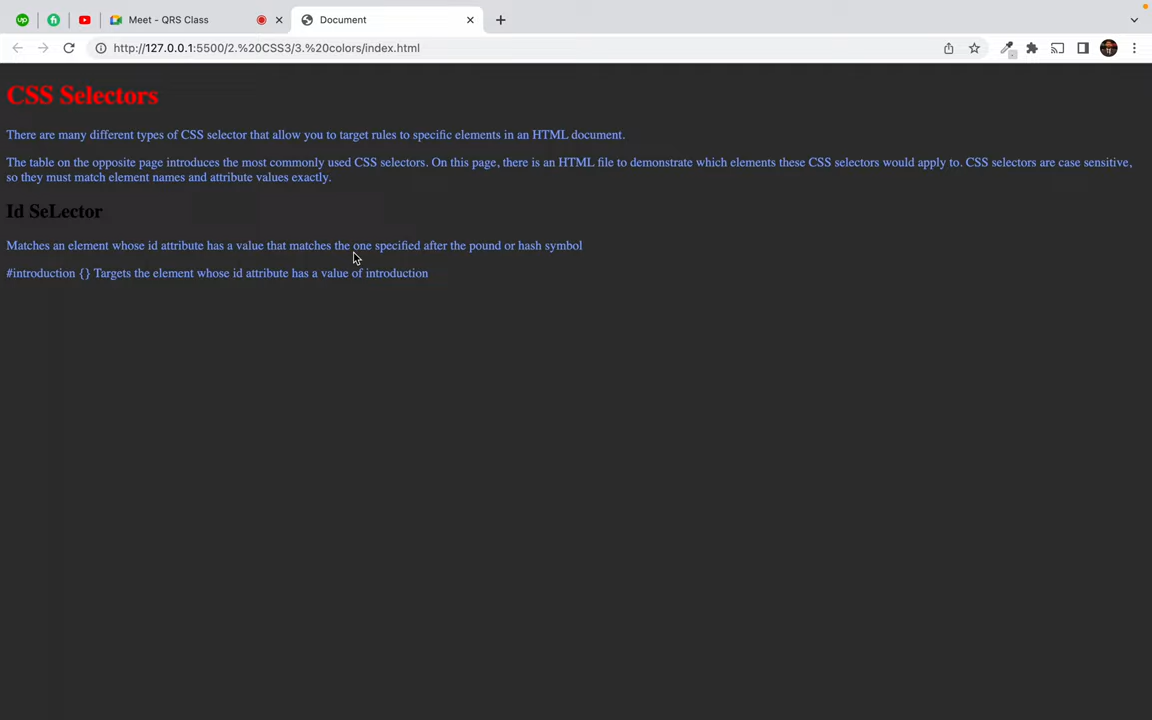 Meet - QRS Class
Document
http://127.0.0.1:5500/2.%20CSS3/3.%20colors/index.html
CSS Selectors
There are many different types of CSS selector that allow you to target rules to specific elements in an HTML document.
The table on the opposite page introduces the most commonly used CSS selectors. On this page, there is an HTML file to demonstrate which elements these CSS selectors would apply to. CSS selectors are case sensitive,
so they must match element names and attribute values exactly.
Id SeLector
Matches an element whose id attribute has a value that matches the one specified after the pound or hash symbol
#introduction {} Targets the element whose id attribute has a value of introduction